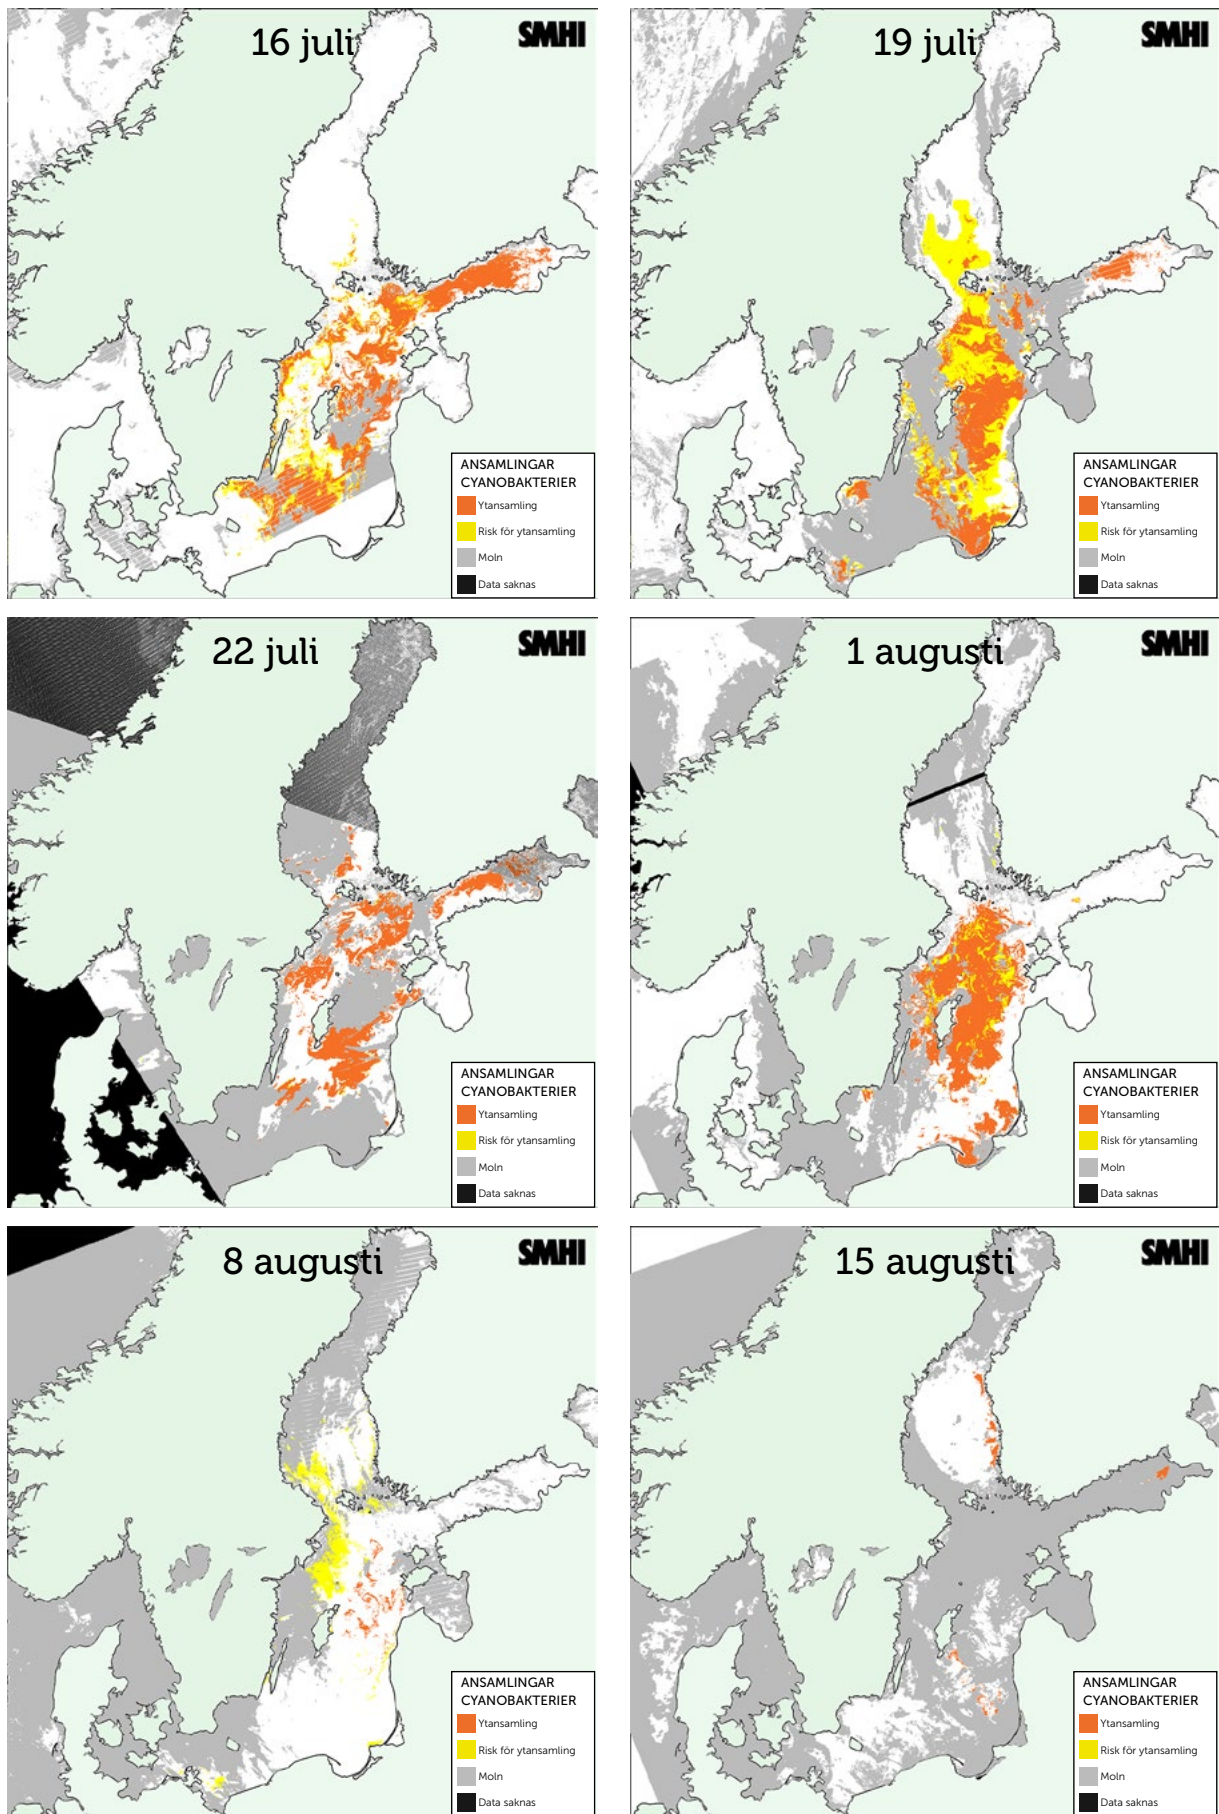 16 juli
SMHI
ANSAMLINGAR
CYANOBAKTERIER
Ytansamling
Risk för ytansamling
Moln
Data saknas
19 juli
SMHI
ANSAMLINGAR
CYANOBAKTERIER
Ytansamling
Risk för ytansamling
Moln
Data saknas
22 juli
SMHI
ANSAMLINGAR
CYANOBAKTERIER
Ytansamling
Risk för ytansamling
Moln
Data saknas
1 augusti
SMHI
ANSAMLINGAR
CYANOBAKTERIER
Ytansamling
Risk för ytansamling
Moln
Data saknas
8 augusti
SMHI
ANSAMLINGAR
CYANOBAKTERIER
Ytansamling
Risk för ytansamling
Moln
Data saknas
15 augusti
SMHI
ANSAMLINGAR
CYANOBAKTERIER
Ytansamling
Risk för ytansamling
Moln
Data saknas